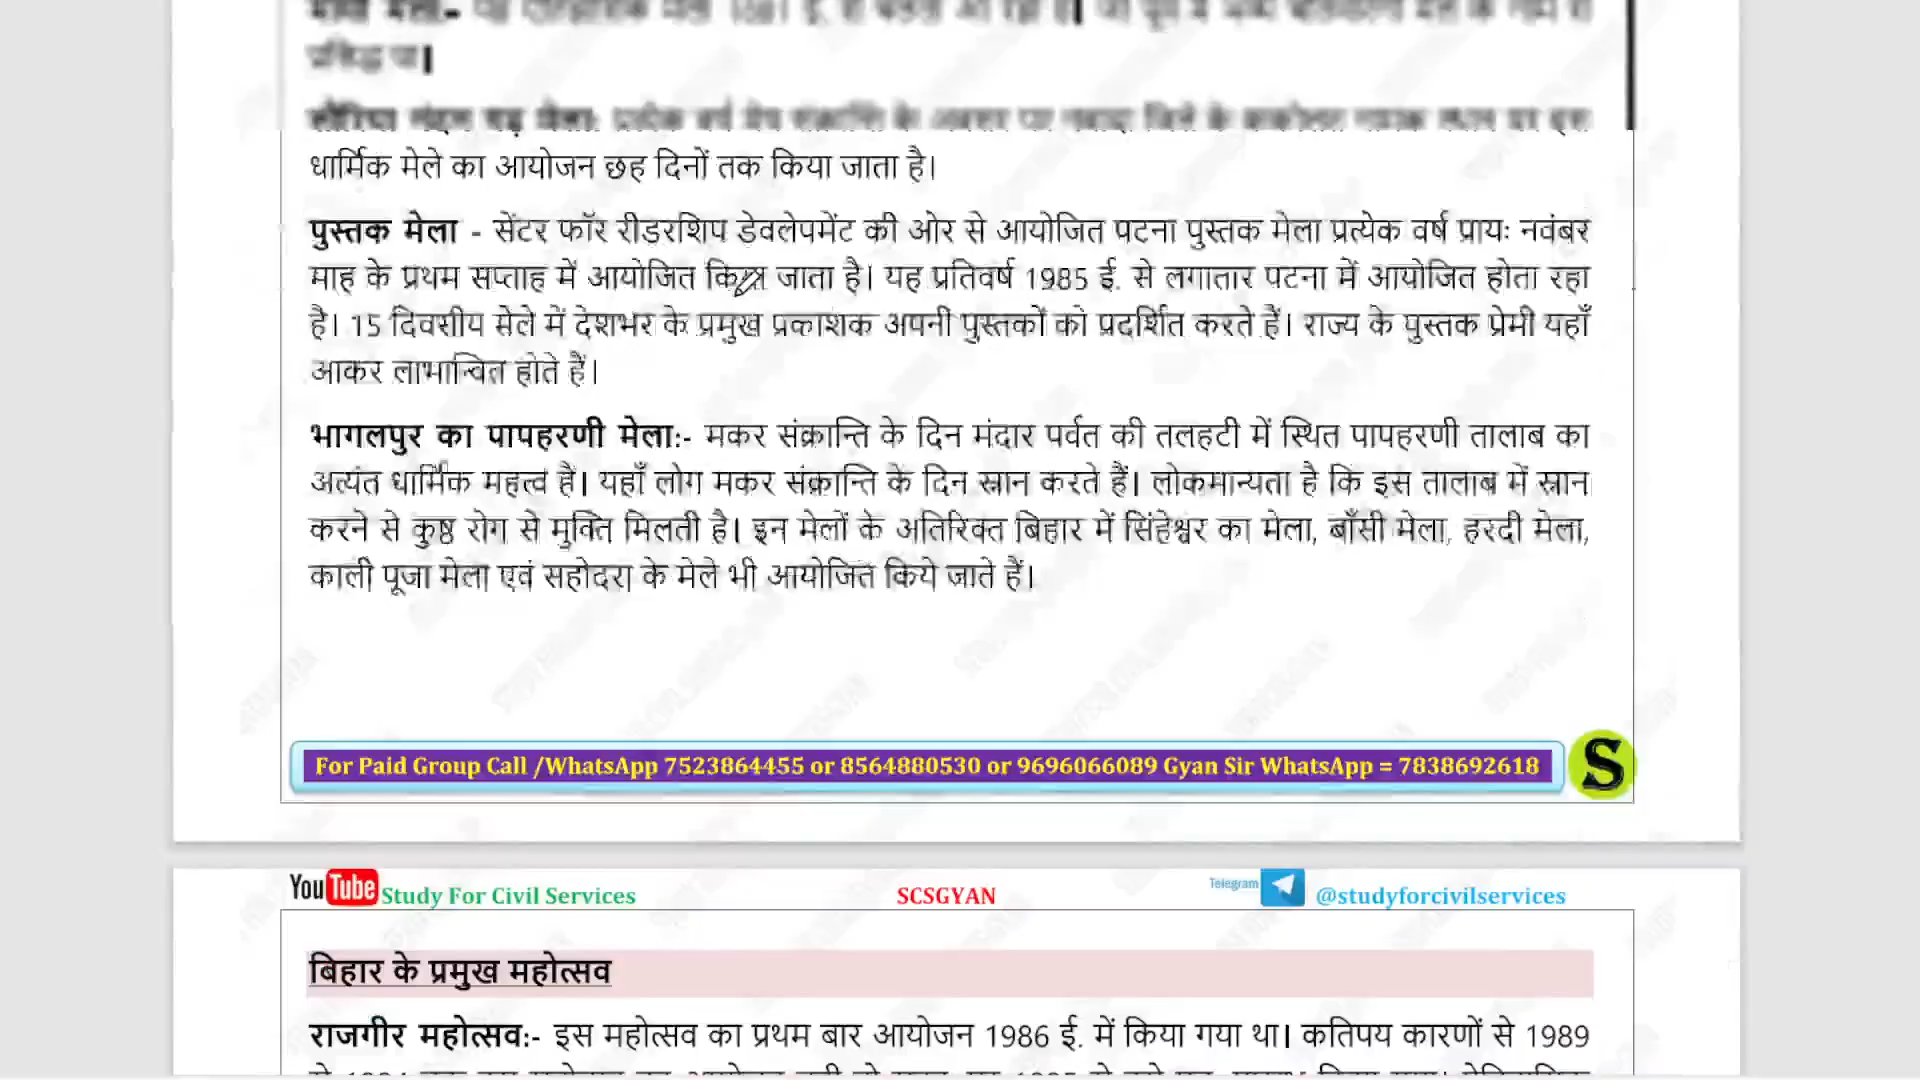 धार्मिक मेले का आयोजन छह दिनों तक किया जाता है।
पुस्तक मेला - सेंटर फॉर रीडरशिप डेवलेपमेंट की ओर से आयोजित पटना पुस्तक मेला प्रत्येक वर्ष प्रायः नवंबर
माह के प्रथम सप्ताह में आयोजित किया जाता है। यह प्रतिवर्ष 1985 ई. से लगातार पटना में आयोजित होता रहा
है। 15 दिवसीय मेले में देशभर के प्रमुख प्रकाशक अपनी पुस्तकों को प्रदर्शित करते हैं। राज्य के पुस्तक प्रेमी यहाँ
आकर लाभान्वित होते हैं।
भागलपुर का पापहरणी मेला:- मकर संक्रान्ति के दिन मंदार पर्वत की तलहटी में स्थित पापहरणी तालाब का
अत्यंत धार्मिक महत्व है। यहाँ लोग मकर संक्रान्ति के दिन स्नान करते हैं। लोकमान्यता है कि इस तालाब में स्नान
करने से कुष्ठ रोग से मुक्ति मिलती है। इन मेलों के अतिरिक्त बिहार में सिंहेश्वर का मेला, बाँसी मेला, हरदी मेला,
काली पूजा मेला एवं सहोदरा के मेले भी आयोजित किये जाते हैं।
For Paid Group Call /WhatsApp 7523864455 or 8564880530 or 9696066089 Gyan Sir WhatsApp = 7838692618
S
YouTube Study For Civil Services SCSGYAN Telegram @studyforcivilservices
बिहार के प्रमुख महोत्सव
राजगीर महोत्सव:- इस महोत्सव का प्रथम बार आयोजन 1986 ई. में किया गया था। कतिपय कारणों से 1989